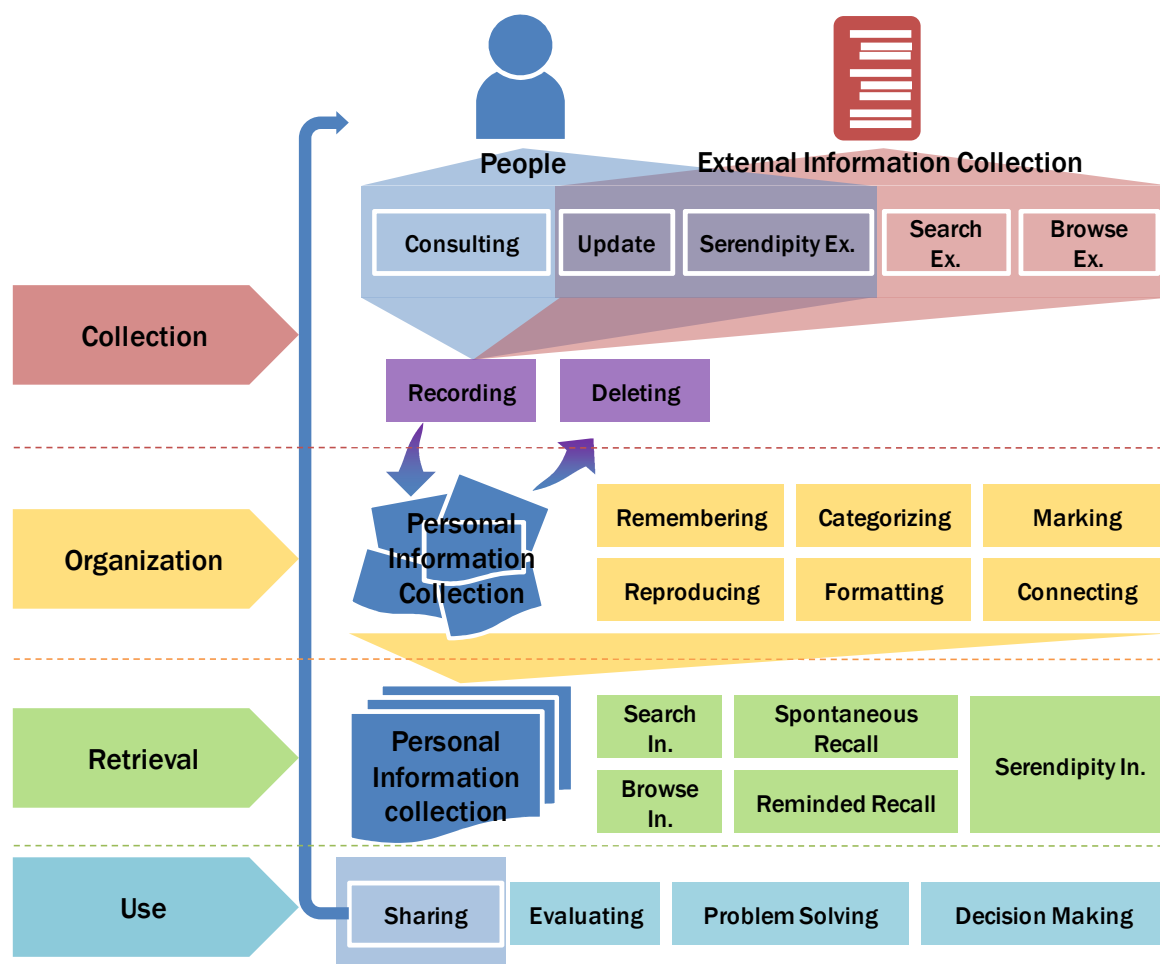 People
External Information Collection
Consulting
Update
Serendipity Ex.
Search
Ex.
Browse
Ex.
Collection
Recording
Deleting
Organization
Personal
Information
Collection
Remembering
Categorizing
Marking
Reproducing
Formatting
Connecting
Retrieval
Personal
Information
collection
Search
In.
Spontaneous
Recall
Serendipity In.
Browse
In.
Reminded Recall
Use
Sharing
Evaluating
Problem Solving
Decision Making